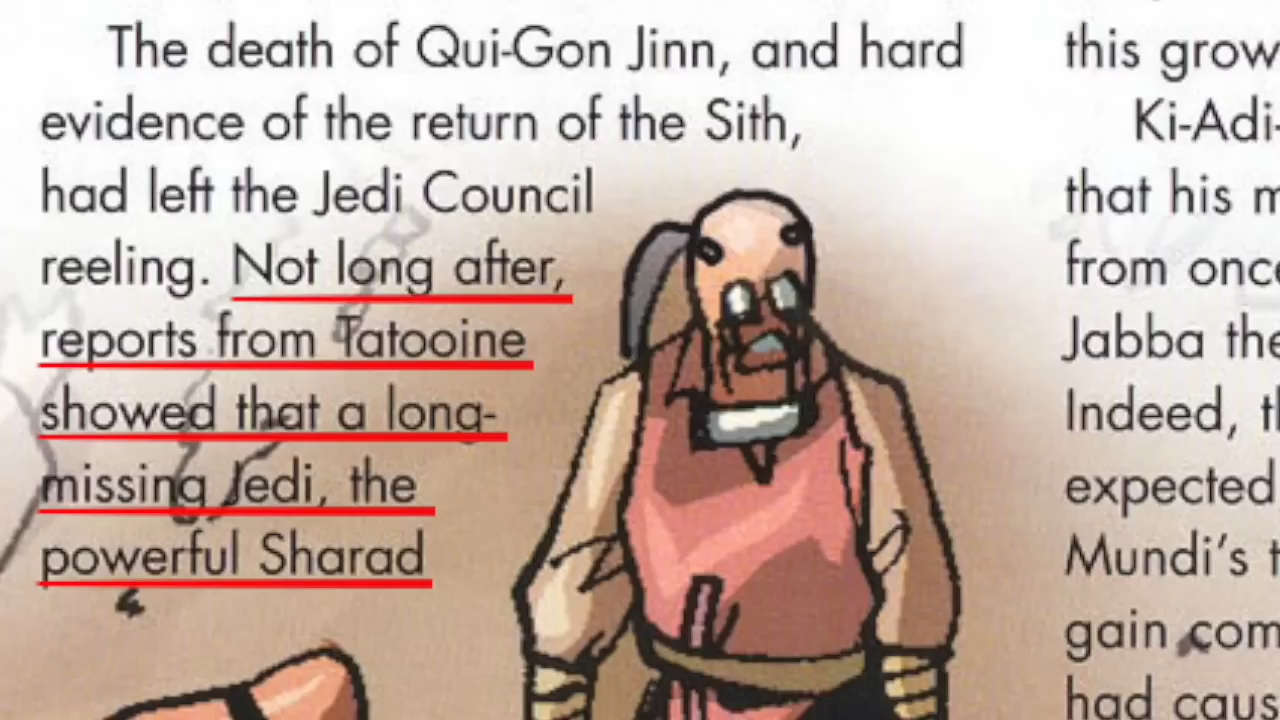 The death of Qui-Gon Jinn, and hard
evidence of the return of the Sith,
had left the Jedi Council
reeling. Not long after,
reports from Tatooine
showed that a long-
missing Jedi, the
powerful Sharad
this grow
Ki-Adi-
that his m
from once
Jabba the
Indeed, t
expected
Mundi's t
gain com
had caus